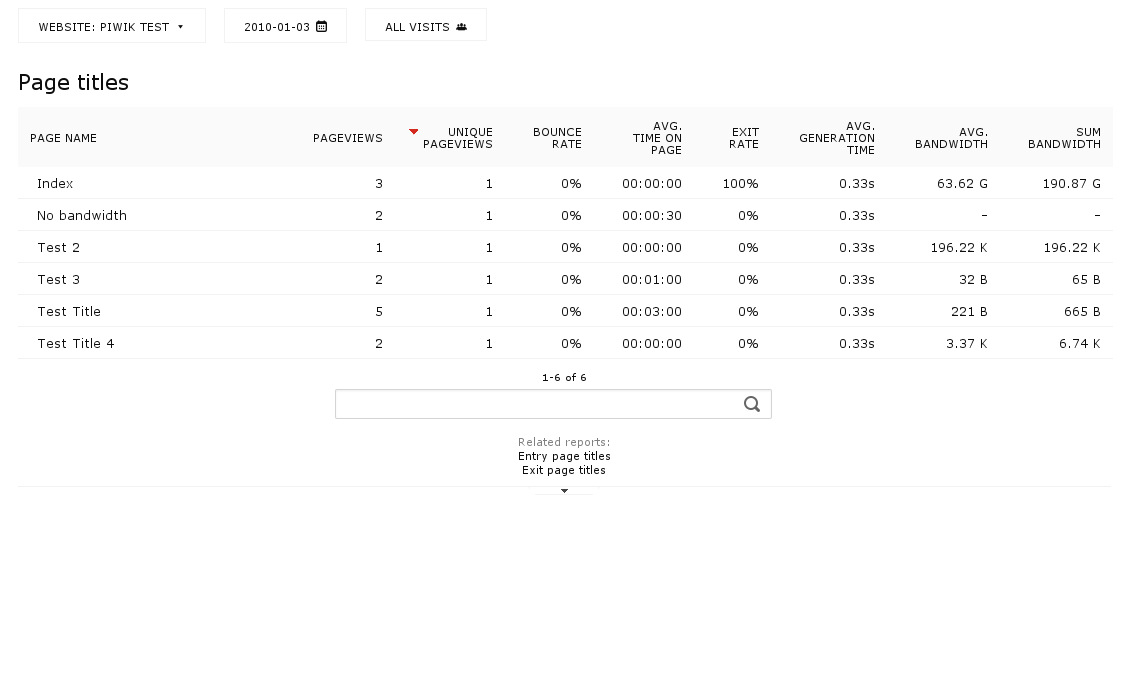 WEBSITE: PIWIK TEST 2010-01-03 ALL VISITS
Page titles
PAGE NAME PAGEVIEWS UNIQUE PAGEVIEWS BOUNCE RATE AVG. TIME ON PAGE EXIT RATE AVG. GENERATION TIME AVG. BANDWIDTH SUM BANDWIDTH
Index 3 1 0% 00:00:00 100% 0.33s 63.62 G 190.87 G
No bandwidth 2 1 0% 00:00:30 0% 0.33s - -
Test 2 1 1 0% 00:00:00 0% 0.33s 196.22 K 196.22 K
Test 3 2 1 0% 00:01:00 0% 0.33s 32 B 65 B
Test Title 5 1 0% 00:03:00 0% 0.33s 221 B 665 B
Test Title 4 2 1 0% 00:00:00 0% 0.33s 3.37 K 6.74 K
1-6 of 6
Related reports:
Entry page titles
Exit page titles